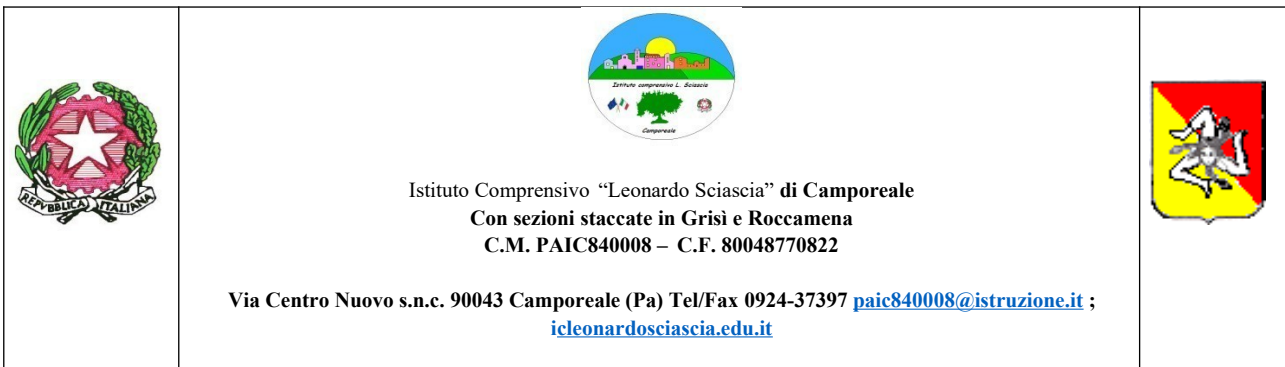 REPVBBLICA ITALIANA
Istituto comprensivo L. Sciascia
Camporeale
Istituto Comprensivo “Leonardo Sciascia” di Camporeale
Con sezioni staccate in Grisì e Roccamena
C.M. PAIC840008 – C.F. 80048770822
Via Centro Nuovo s.n.c. 90043 Camporeale (Pa) Tel/Fax 0924-37397 paic840008@istruzione.it ;
icleonardosciascia.edu.it